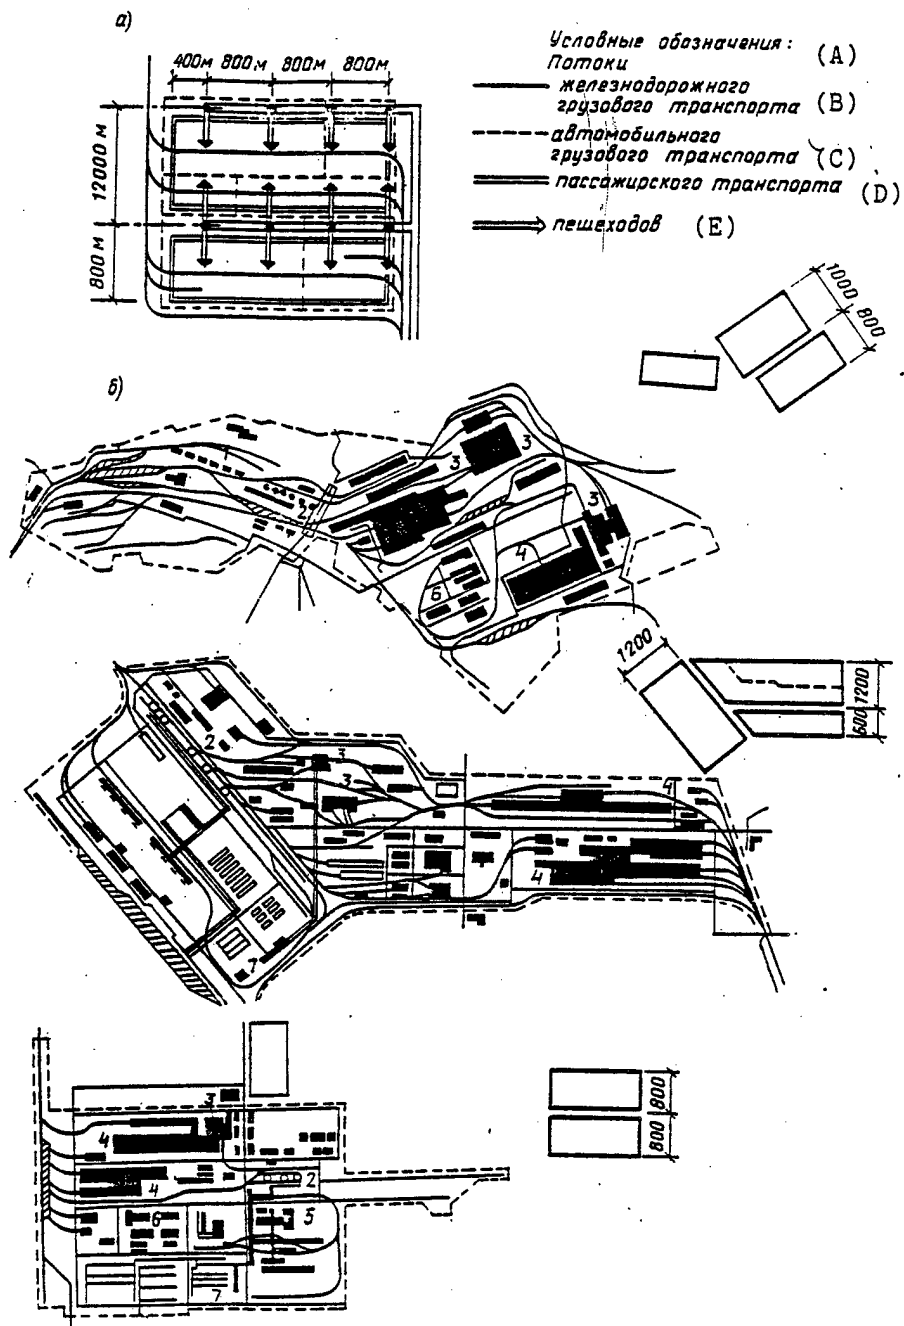 а)
400м 800м 800м 800м
12000 м
800 м
Условные обозначения:
Потоки (A)
железнодорожного
грузового транспорта (B)
автомобильного
грузового транспорта (C)
пассажирского транспорта (D)
пешеходов (E)
1000
800
б)
1
2
3
3
3
4
6
1200
1200
600
2
3
3
4
4
7
3
4
4
2
6
5
7
800
800